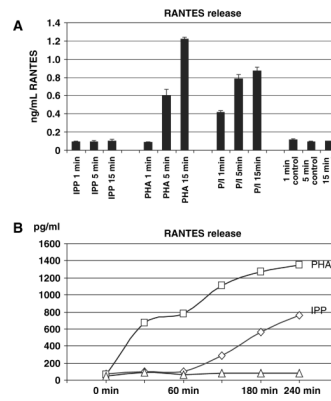 A
RANTES release
ng/mL RANTES
1.4
1.2
1
0.8
0.6
0.4
0.2
0
IPP 1 min
IPP 5 min
IPP 15 min
PHA 1 min
PHA 5 min
PHA 15 min
P/I 1min
P/I 5min
P/I 15min
1 min
control
5 min
control
15 min
B
pg/ml
RANTES release
1600
1400
1200
1000
800
600
400
200
0
PHA
IPP
0 min
60 min
180 min
240 min